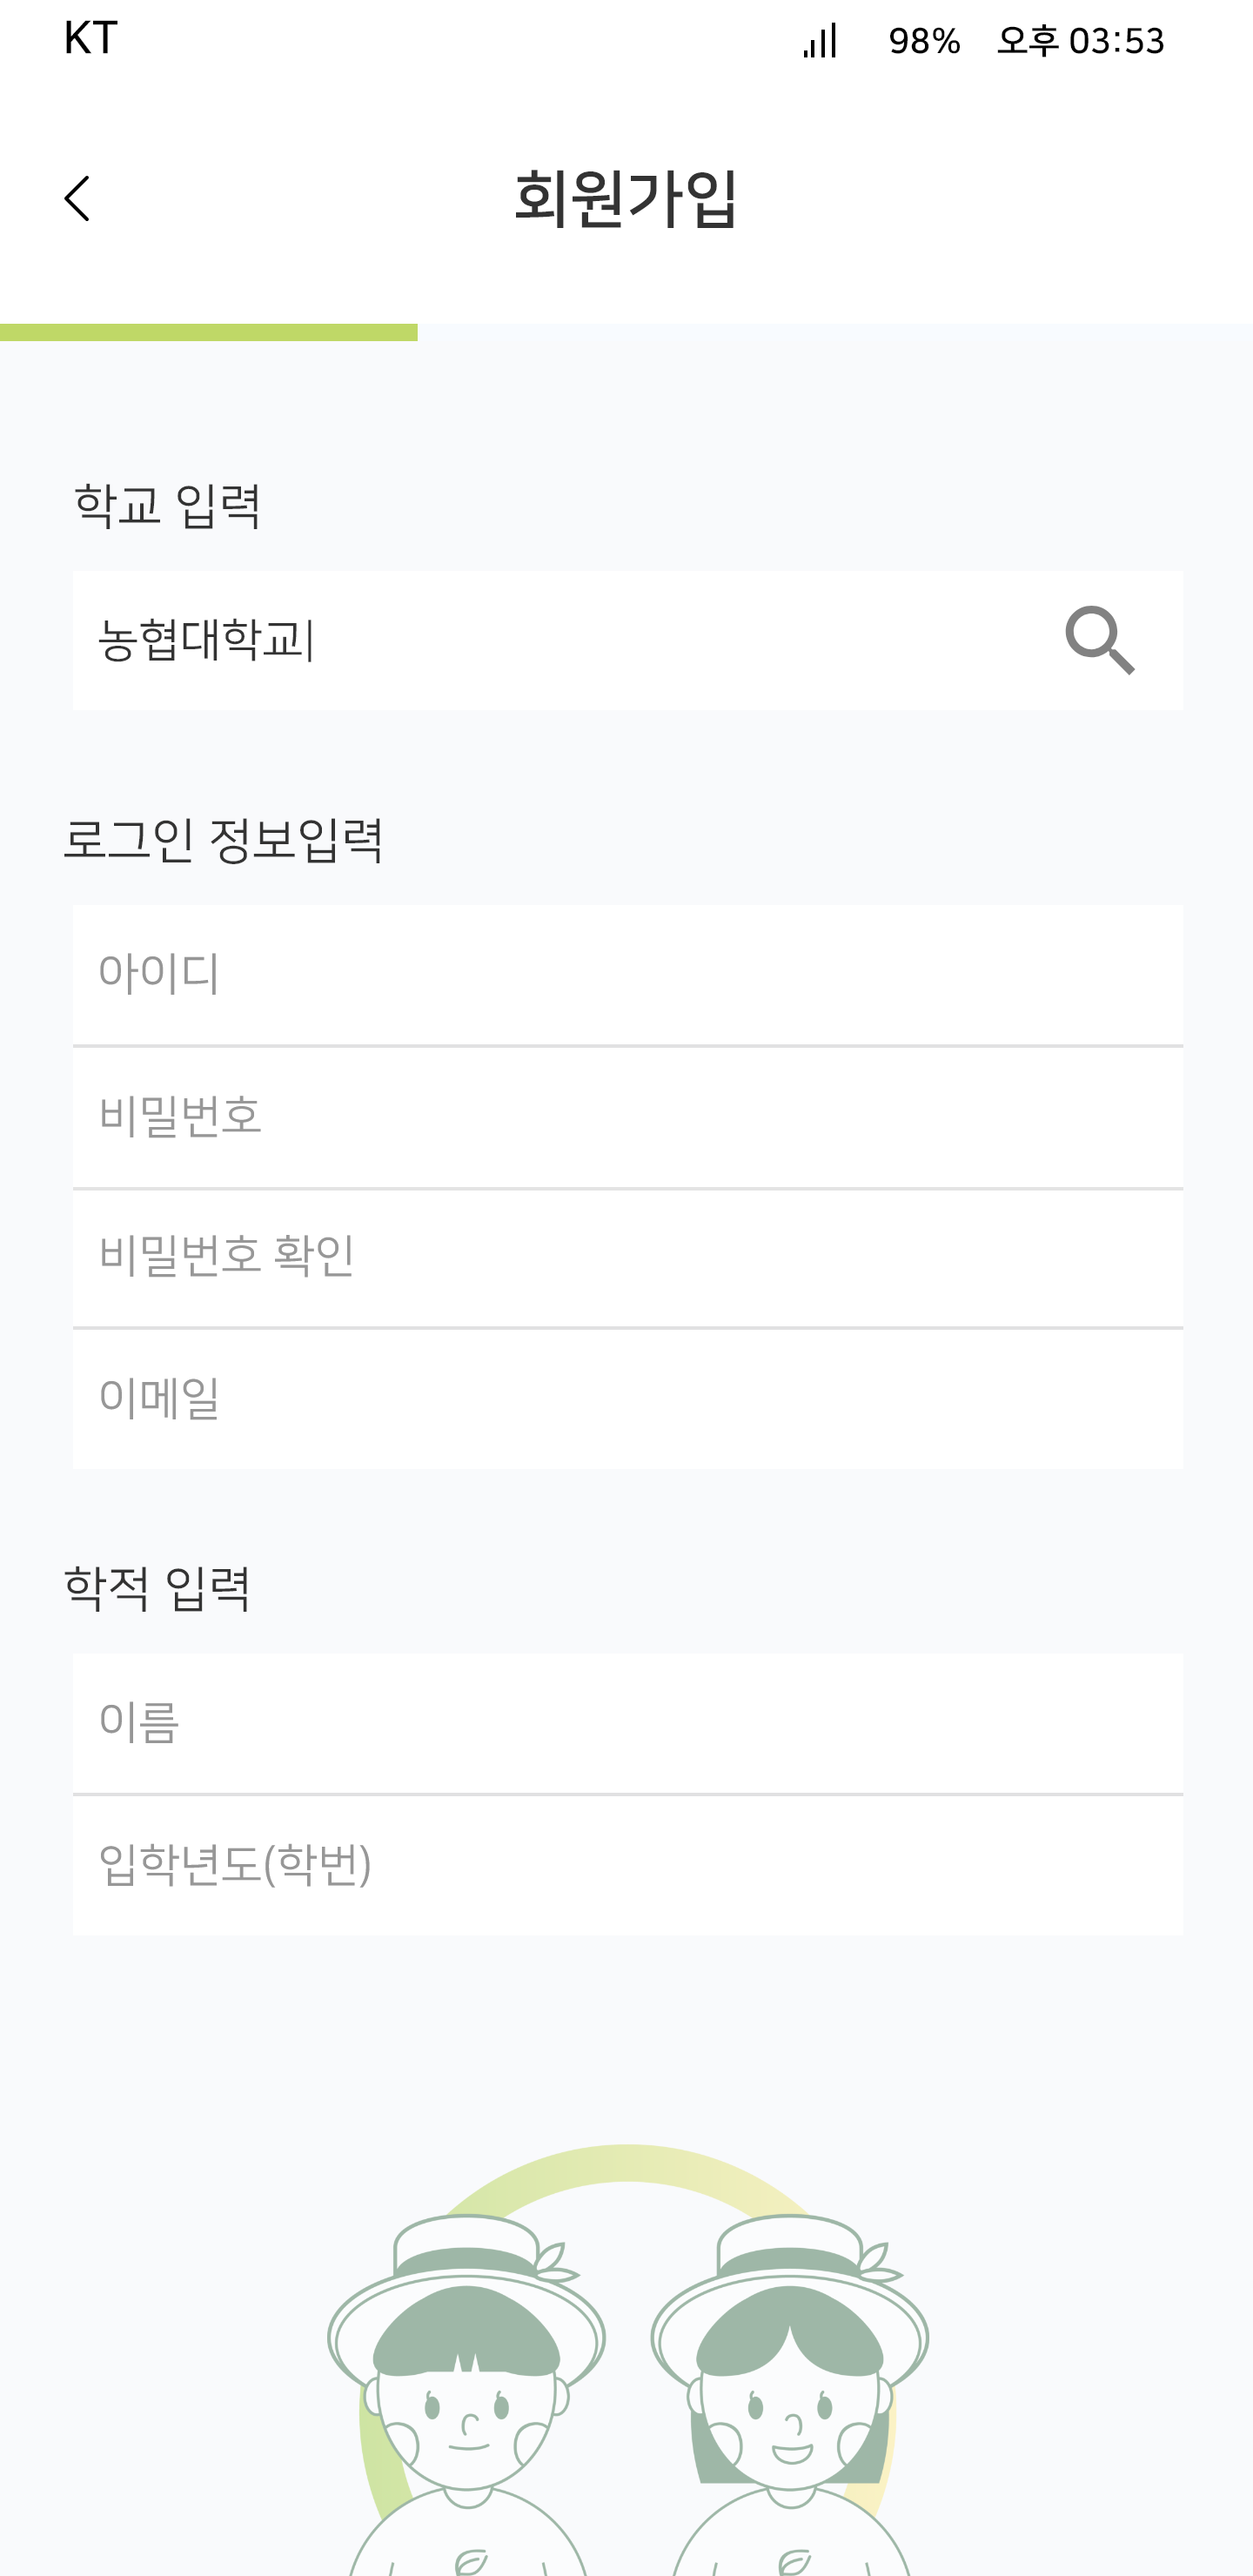 KT 98% 오후 03:53
회원가입
학교 입력
농협대학교
로그인 정보입력
아이디
비밀번호
비밀번호 확인
이메일
학적 입력
이름
입학년도(학번)